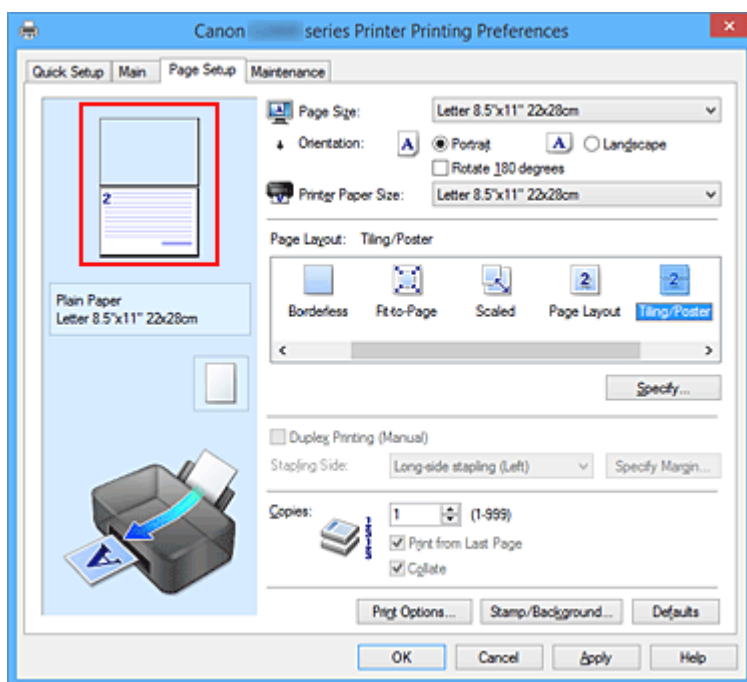 Canon series Printer Printing Preferences
Quick Setup Main Page Setup Maintenance
2
Plain Paper
Letter 8.5"x11" 22x28cm
A
Page Size: Letter 8.5"x11" 22x28cm
Orientation: A Portrait A Landscape
Rotate 180 degrees
Printer Paper Size: Letter 8.5"x11" 22x28cm
Page Layout: Tiling/Poster
2 2
Borderless Fit-to-Page Scaled Page Layout Tiling/Poster
Specify...
Duplex Printing (Manual)
Stapling Side: Long-side stapling (Left) Specify Margin...
Copies: 1 (1-999)
Print from Last Page
Collate
Print Options... Stamp/Background... Defaults
OK Cancel Apply Help